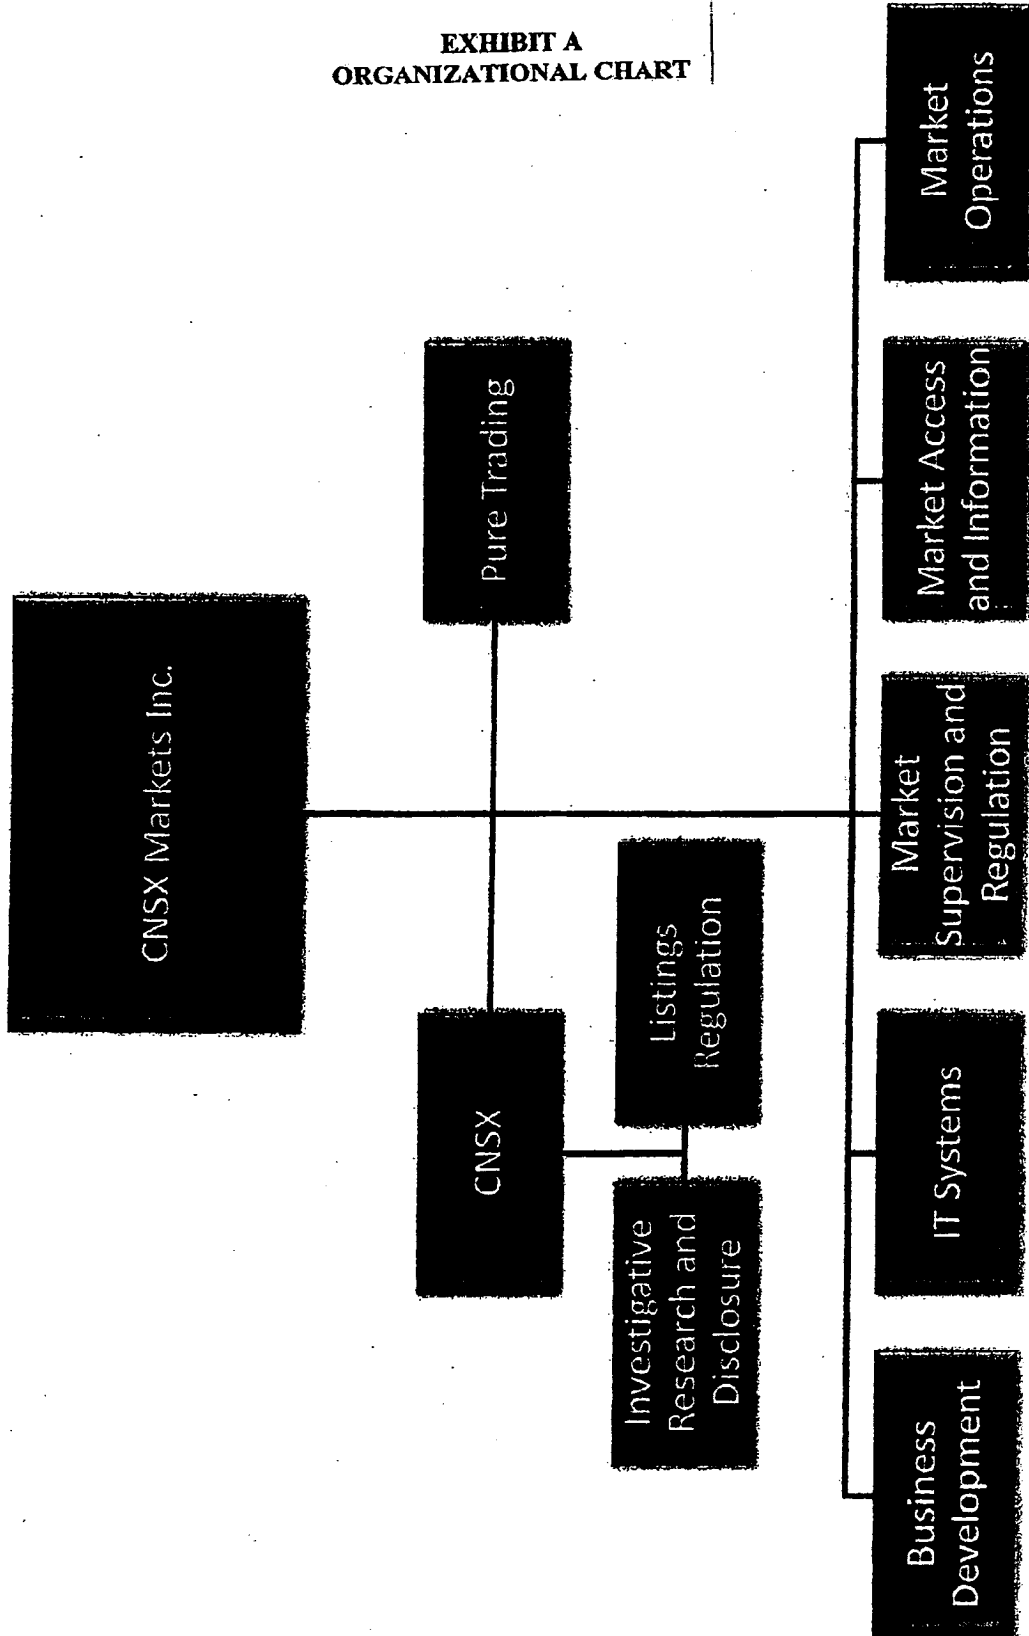 EXHIBIT A
ORGANIZATIONAL CHART
CNSX Markets Inc.
CNSX
Pure Trading
Investigative
Research and
Disclosure
Listings
Regulation
Business
Development
IT Systems
Market
Supervision and
Regulation
Market Access
and Information
Market
Operations